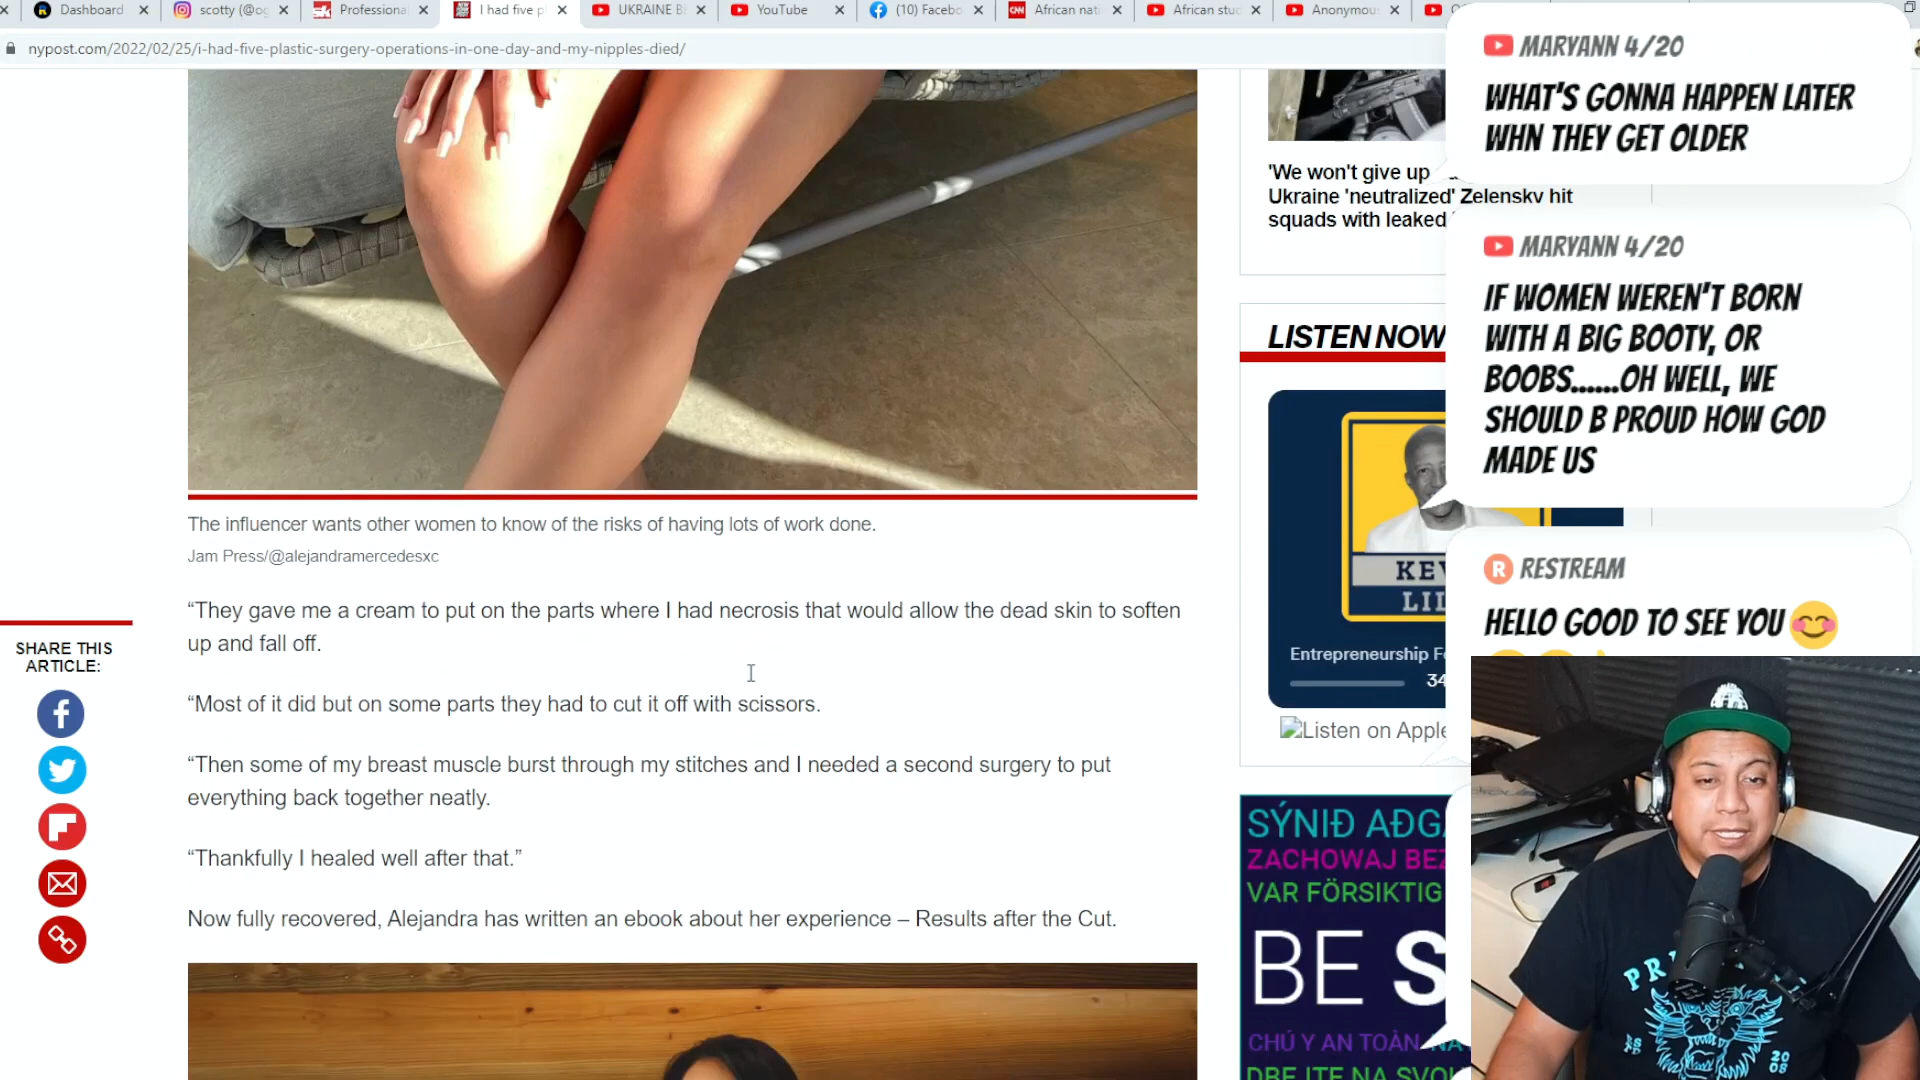 Dashboard
scotty (@og
Professiona
I had five p
UKRAINE B
YouTube
(10) Facebo
African nat
African stu
Anonymou
nypost.com/2022/02/25/i-had-five-plastic-surgery-operations-in-one-day-and-my-nipples-died/
The influencer wants other women to know of the risks of having lots of work done.
Jam Press/@alejandramercedesxc
“They gave me a cream to put on the parts where I had necrosis that would allow the dead skin to soften
up and fall off.
“Most of it did but on some parts they had to cut it off with scissors.
“Then some of my breast muscle burst through my stitches and I needed a second surgery to put
everything back together neatly.
“Thankfully I healed well after that.”
Now fully recovered, Alejandra has written an ebook about her experience – Results after the Cut.
SHARE THIS
ARTICLE:
'We won't give up
Ukraine 'neutralized' Zelensky hit
squads with leaked
LISTEN NOW
KEV
LIL
Entrepreneurship F
34
Listen on Apple
SÝNIÐ AÐG
ZACHOWAJ BE
VAR FÖRSIKTIG
BE S
CHÚ Ý AN TOÀN NA
DBEJTE NA SVOU
MARYANN 4/20
WHAT'S GONNA HAPPEN LATER
WHN THEY GET OLDER
MARYANN 4/20
IF WOMEN WEREN'T BORN
WITH A BIG BOOTY, OR
BOOBS......OH WELL, WE
SHOULD B PROUD HOW GOD
MADE US
RESTREAM
HELLO GOOD TO SEE YOU